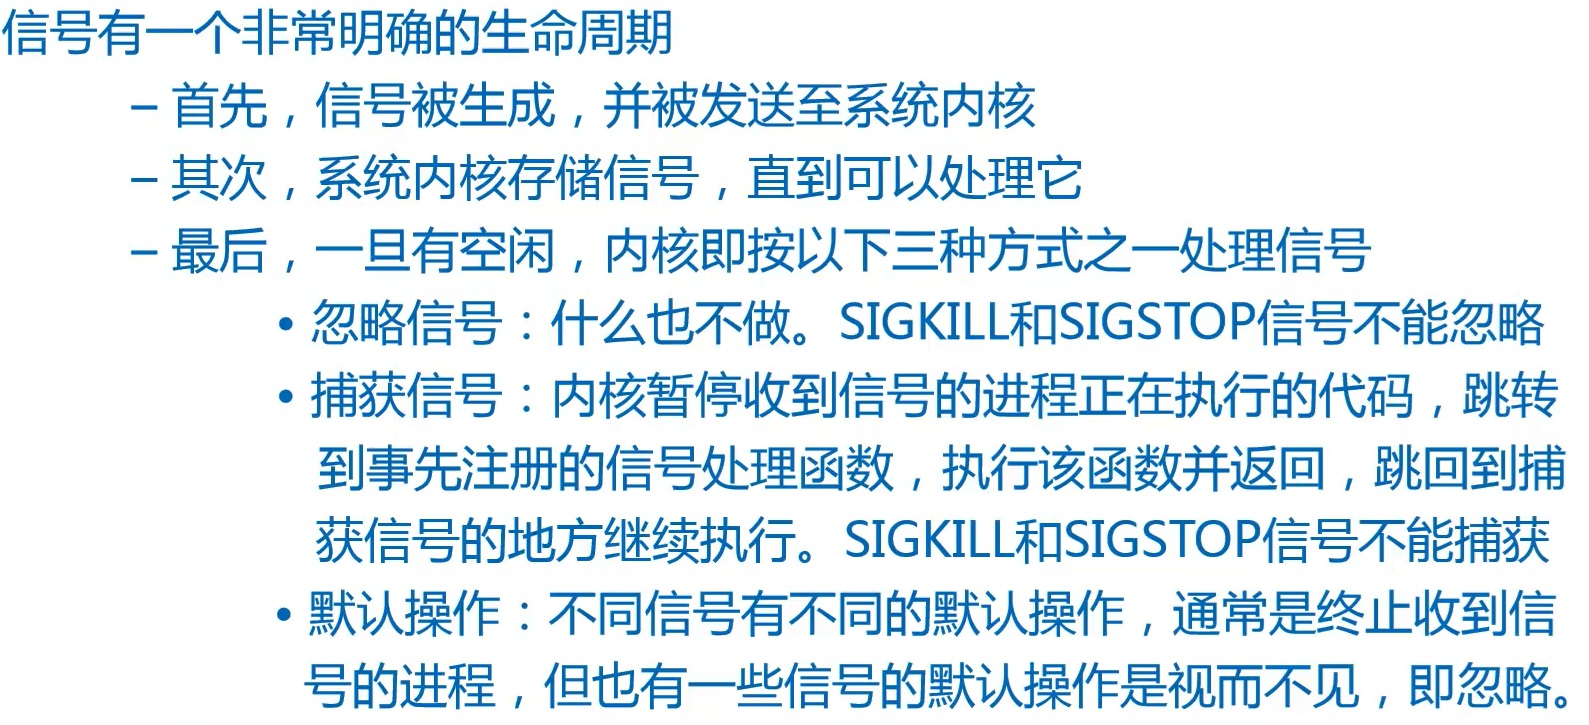 信号有一个非常明确的生命周期
– 首先，信号被生成，并被发送至系统内核
– 其次，系统内核存储信号，直到可以处理它
– 最后，一旦有空闲，内核即按以下三种方式之一处理信号
• 忽略信号：什么也不做。SIGKILL和SIGSTOP信号不能忽略
• 捕获信号：内核暂停收到信号的进程正在执行的代码，跳转
到事先注册的信号处理函数，执行该函数并返回，跳回到捕
获信号的地方继续执行。SIGKILL和SIGSTOP信号不能捕获
• 默认操作：不同信号有不同的默认操作，通常是终止收到信
号的进程，但也有一些信号的默认操作是视而不见，即忽略。